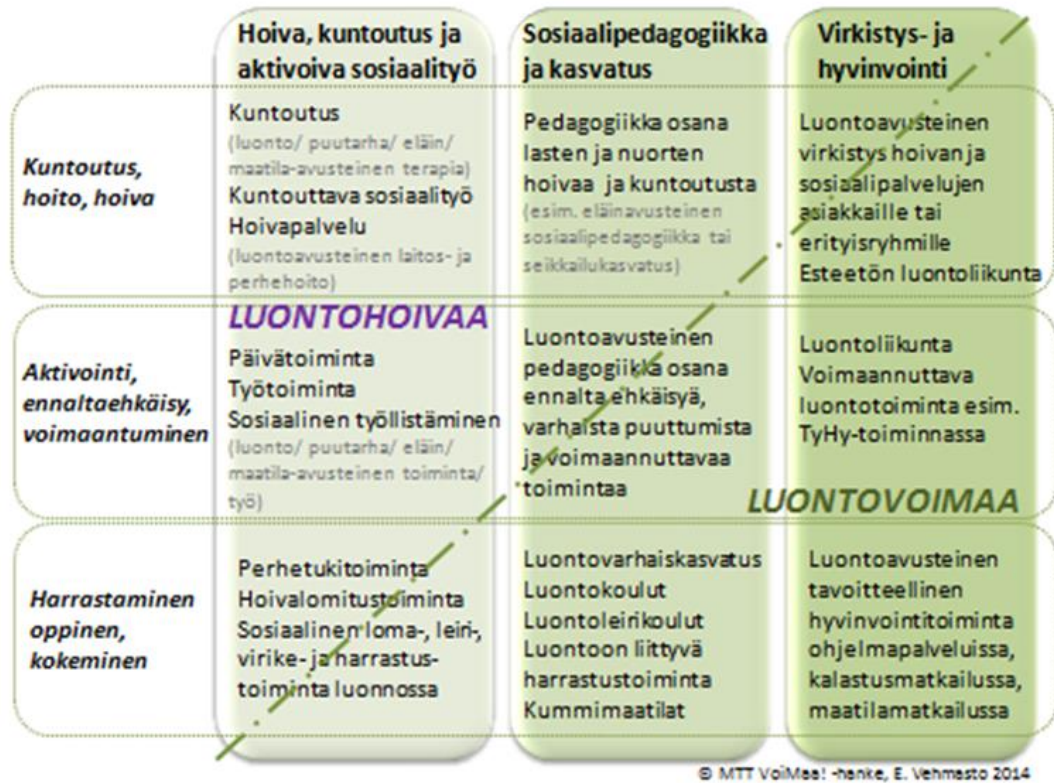 Hoiva, kuntoutus ja
aktivoiva sosiaalityö
Sosiaalipedagogiikka
ja kasvatus
Virkistys- ja
hyvinvointi
Kuntoutus,
hoito, hoiva
Kuntoutus
(luonto/ puutarha/ eläin/
maatila-avusteinen terapia)
Kuntouttava sosiaalityö
Hoivapalvelu
(luontoavusteinen laitos- ja
perhehoito)
Pedagogiikka osana
lasten ja nuorten
hoivaa ja kuntoutusta
(esim. eläinavusteinen
sosiaalipedagogiikka tai
seikkailukasvatus)
Luontoavusteinen
virkistys hoivan ja
sosiaalipalvelujen
asiakkaille tai
erityisryhmille
Esteetön luontoliikunta
LUONTOHOIVAA
Aktivointi,
ennaltaehkäisy,
voimaantuminen
Päivätoiminta
Työtoiminta
Sosiaalinen työllistäminen
(luonto/ puutarha/ eläin/
maatila-avusteinen toiminta/
työ)
Luontoavusteinen
pedagogiikka osana
ennalta ehkäisyä,
varhaista puuttumista
ja voimaannuttavaa
toimintaa
Luontoliikunta
Voimaannuttava
luontotoiminta esim.
TyHy-toiminnassa
LUONTOVOIMAA
Harrastaminen
oppinen,
kokeminen
Perhetukitoiminta
Hoivalomitustoiminta
Sosiaalinen loma-, leiri-,
virike- ja harrastus-
toiminta luonnossa
Luontovarhaiskasvatus
Luontokoulut
Luontoleirikoulut
Luontoon liittyvä
harrastustoiminta
Kummimaatilat
Luontoavusteinen
tavoitteellinen
hyvinvointitoiminta
ohjelmapalveluissa,
kalastusmatkailussa,
maatilamatkailussa
© MTT VoiMaa! -hanke, E. Vehmasto 2014